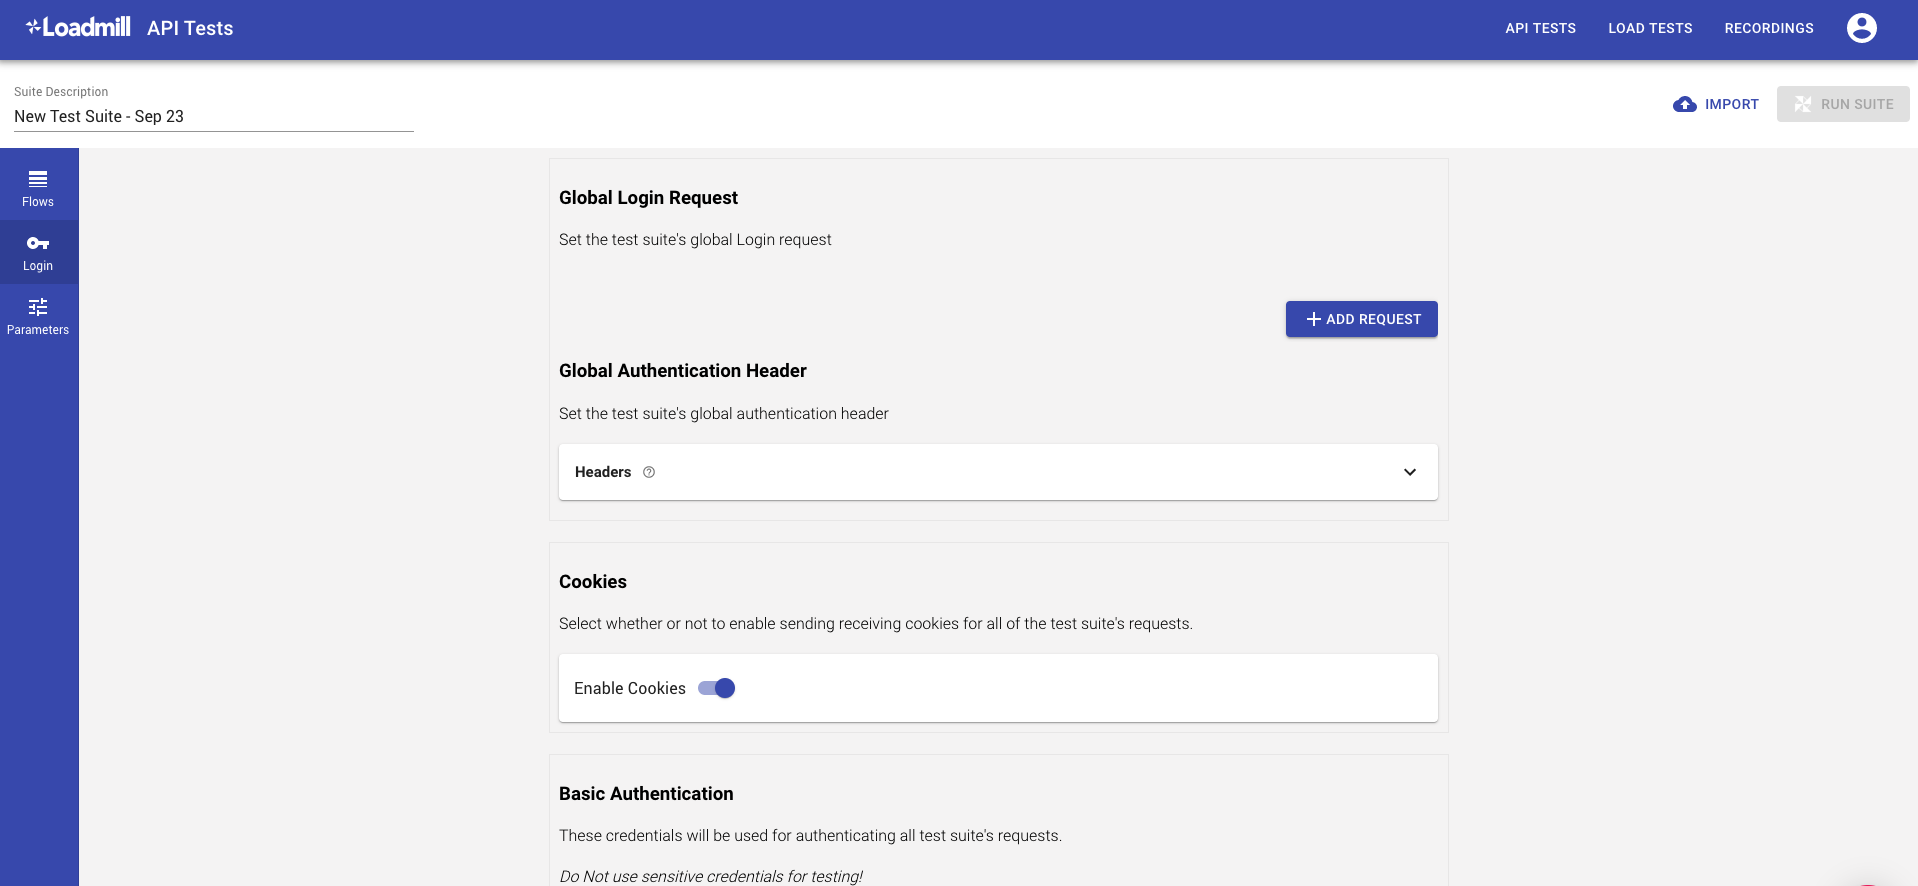 Loadmill API Tests API TESTS LOAD TESTS RECORDINGS
Suite Description
New Test Suite - Sep 23
IMPORT RUN SUITE
Flows
Login
Parameters
Global Login Request
Set the test suite's global Login request
ADD REQUEST
Global Authentication Header
Set the test suite's global authentication header
Headers
Cookies
Select whether or not to enable sending receiving cookies for all of the test suite's requests.
Enable Cookies
Basic Authentication
These credentials will be used for authenticating all test suite's requests.
Do Not use sensitive credentials for testing!